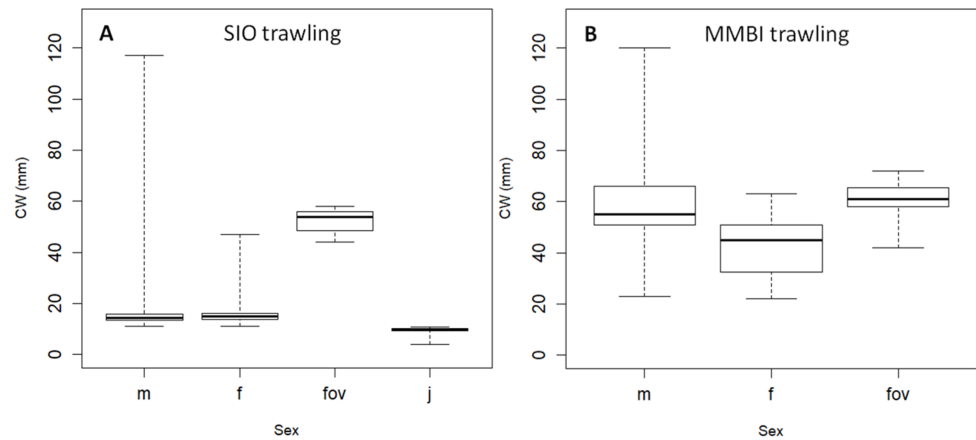 A
SIO trawling
CW (mm)
120
100
80
60
40
20
0
m
f
fov
j
Sex
B
MMBI trawling
CW (mm)
120
100
80
60
40
20
0
m
f
fov
Sex